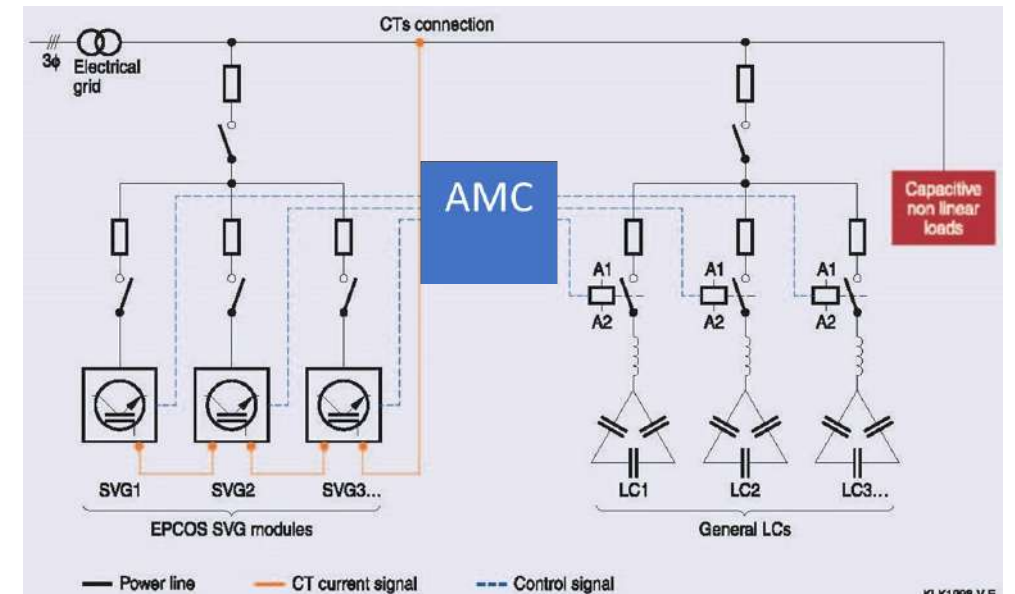 CTs connection
3ϕ
Electrical
grid
AMC
Capacitive
non linear
loads
A1
A2
A1
A2
A1
A2
SVG1
SVG2
SVG3...
LC1
LC2
LC3...
EPCOS SVG modules
General LCs
Power line
CT current signal
Control signal